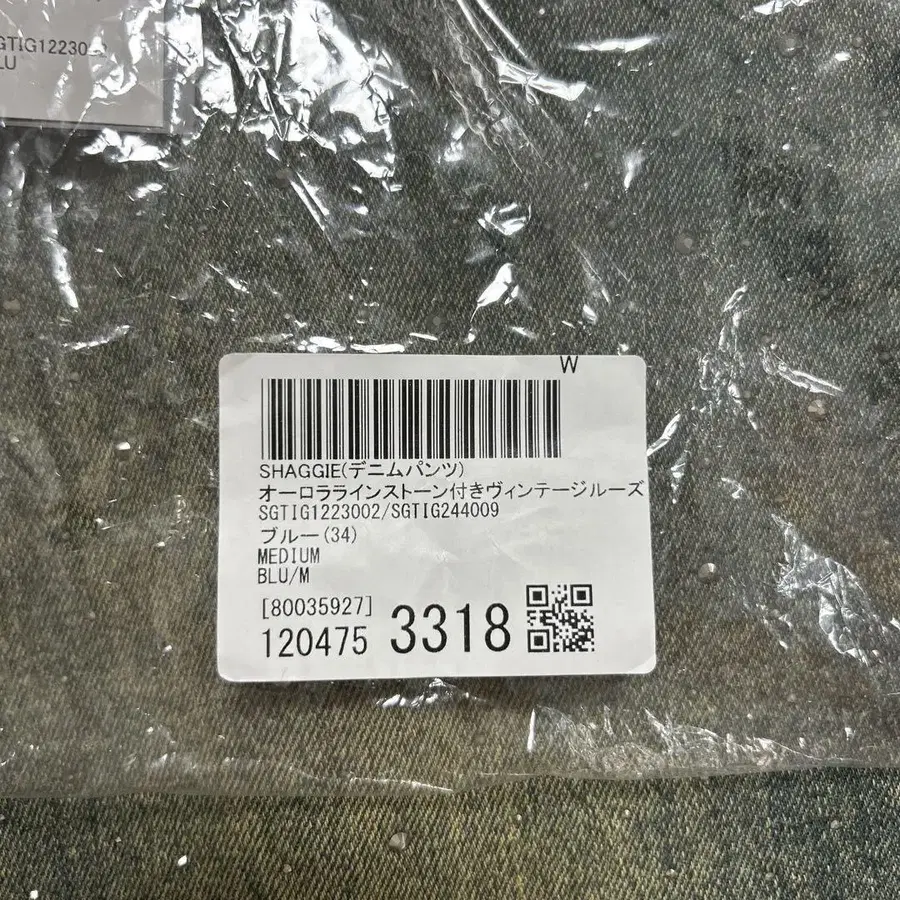 W
SHAGGIE(デニムパンツ)
オーロララインストーン付きヴィンテージルーズ
SGTIG1223002/SGTIG244009
ブルー(34)
MEDIUM
BLU/M
[80035927]
120475 3318